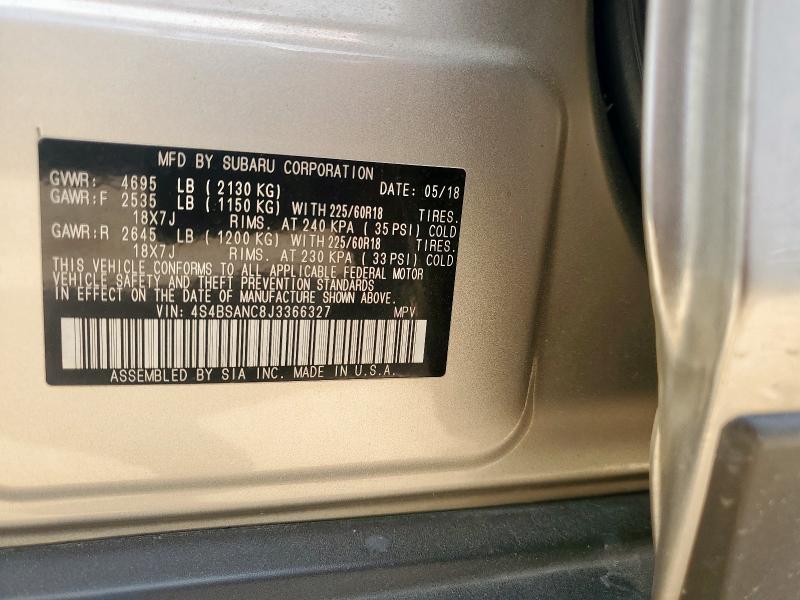 MFD BY SUBARU CORPORATION
GVWR: 4695 LB ( 2130 KG) DATE: 05/18
GAWR:F 2535 LB ( 1150 KG) WITH 225/60R18 TIRES.
18X7J RIMS. AT 240 KPA ( 35 PSI) COLD
GAWR:R 2645 LB ( 1200 KG) WITH 225/60R18 TIRES.
18X7J RIMS. AT 230 KPA ( 33 PSI) COLD
THIS VEHICLE CONFORMS TO ALL APPLICABLE FEDERAL MOTOR
VEHICLE SAFETY AND THEFT PREVENTION STANDARDS
IN EFFECT ON THE DATE OF MANUFACTURE SHOWN ABOVE.
VIN: 4S4BSANC8J3366327 MPV
ASSEMBLED BY SIA INC. MADE IN U.S.A.